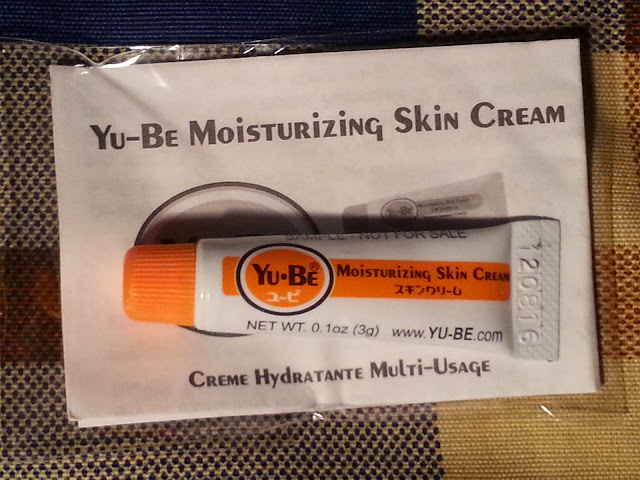 Yu-Be Moisturizing Skin Cream
SAMPLE - NOT FOR SALE
Yu•Be®
ユービ
Moisturizing Skin Cream
スキンクリーム
NET WT. 0.1oz (3g) www.YU-BE.com
120816
Creme Hydratante Multi-Usage